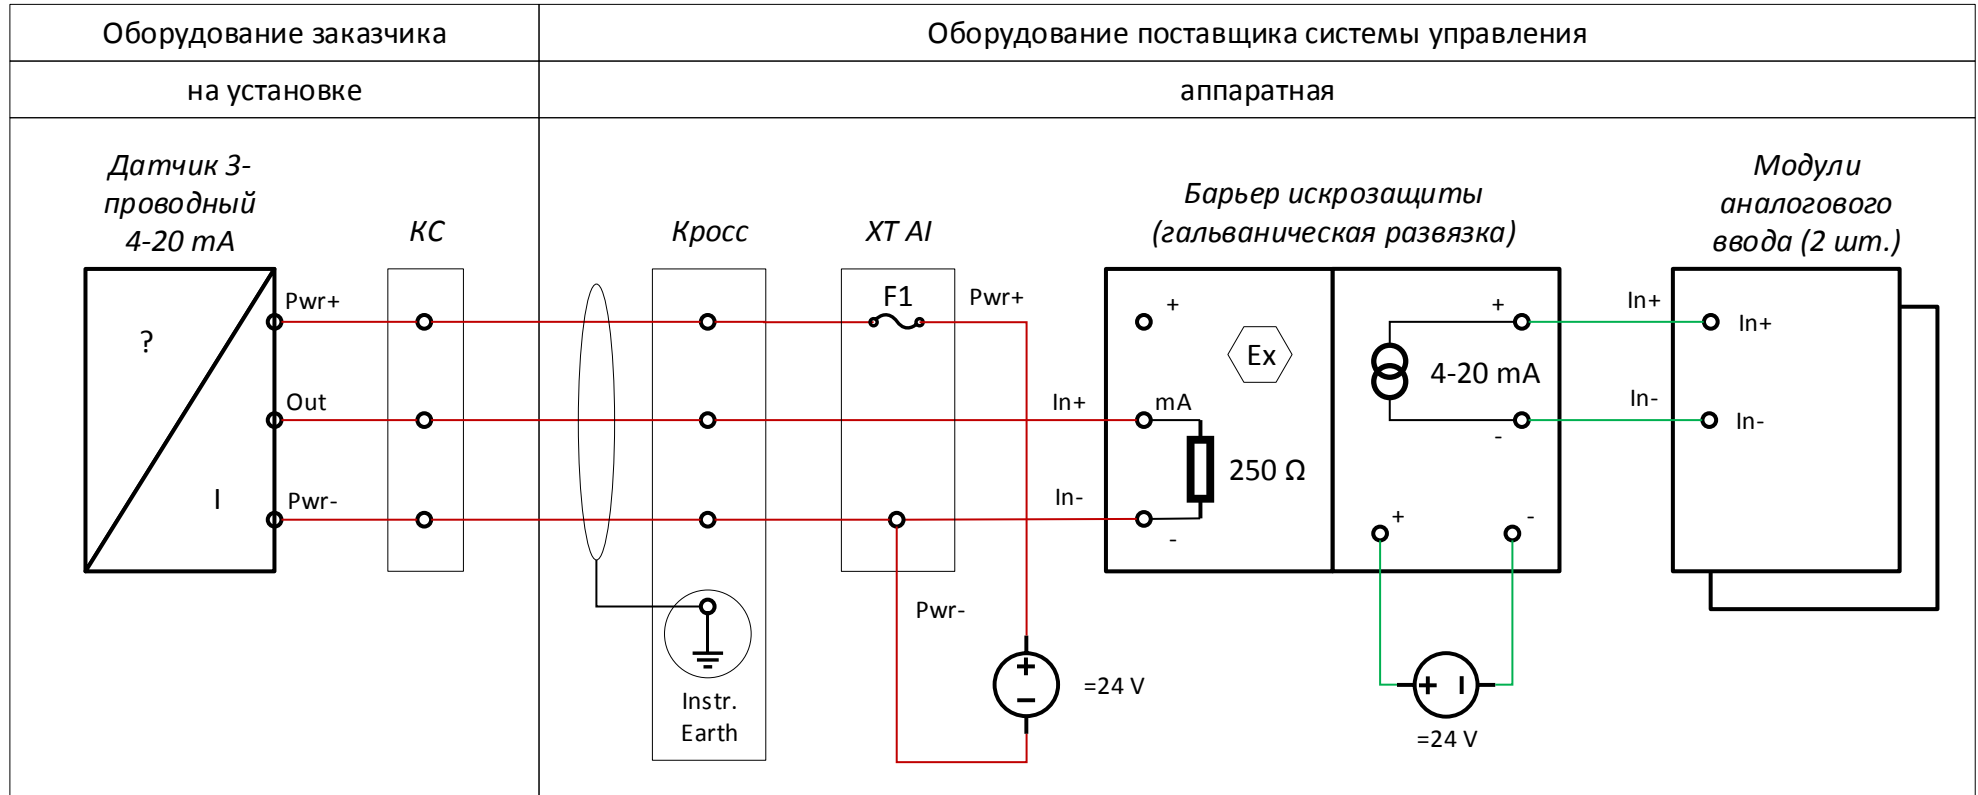 Оборудование заказчика
Оборудование поставщика системы управления
на установке
аппаратная
Датчик 3-
проводный
4-20 mA
КС
Кросс
XT AI
Барьер искрозащиты
(гальваническая развязка)
Модули
аналогового
ввода (2 шт.)
?
I
Pwr+
Out
Pwr-
F1
Pwr+
In+
In-
Pwr-
+
mA
-
Ex
250 Ω
+
4-20 mA
-
+
-
In+
In-
In+
In-
Instr.
Earth
=24 V
=24 V